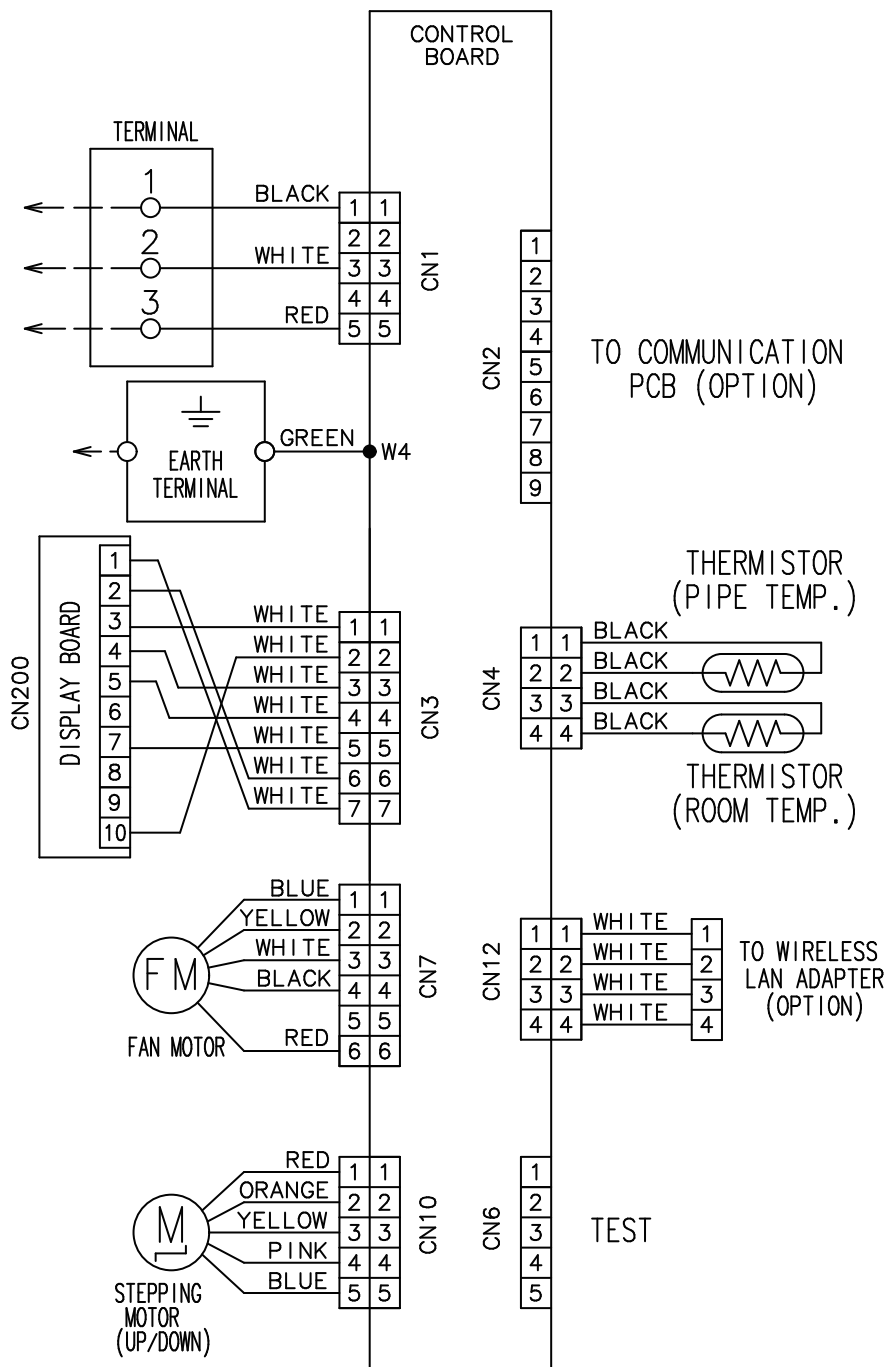 CONTROL
BOARD
TERMINAL
1
BLACK
1 1
2 2
2
WHITE
3 3
4 4
3
RED
5 5
CN1
1
2
3
4
5
6
7
8
9
CN2
TO COMMUNICATION
PCB (OPTION)
GREEN
W4
EARTH
TERMINAL
CN200
DISPLAY BOARD
1
2
3
4
5
6
7
8
9
10
WHITE 1 1
WHITE 2 2
WHITE 3 3
WHITE 4 4
WHITE 5 5
WHITE 6 6
WHITE 7 7
CN3
THERMISTOR
(PIPE TEMP.)
CN4
1 1 BLACK
2 2 BLACK
3 3 BLACK
4 4 BLACK
THERMISTOR
(ROOM TEMP.)
FM
FAN MOTOR
BLUE 1 1
YELLOW 2 2
WHITE 3 3
BLACK 4 4
5 5
RED 6 6
CN7
CN12
1 1 WHITE 1
2 2 WHITE 2
3 3 WHITE 3
4 4 WHITE 4
TO WIRELESS
LAN ADAPTER
(OPTION)
M
STEPPING
MOTOR
(UP/DOWN)
RED 1 1
ORANGE 2 2
YELLOW 3 3
PINK 4 4
BLUE 5 5
CN10
CN6
1
2
3
4
5
TEST